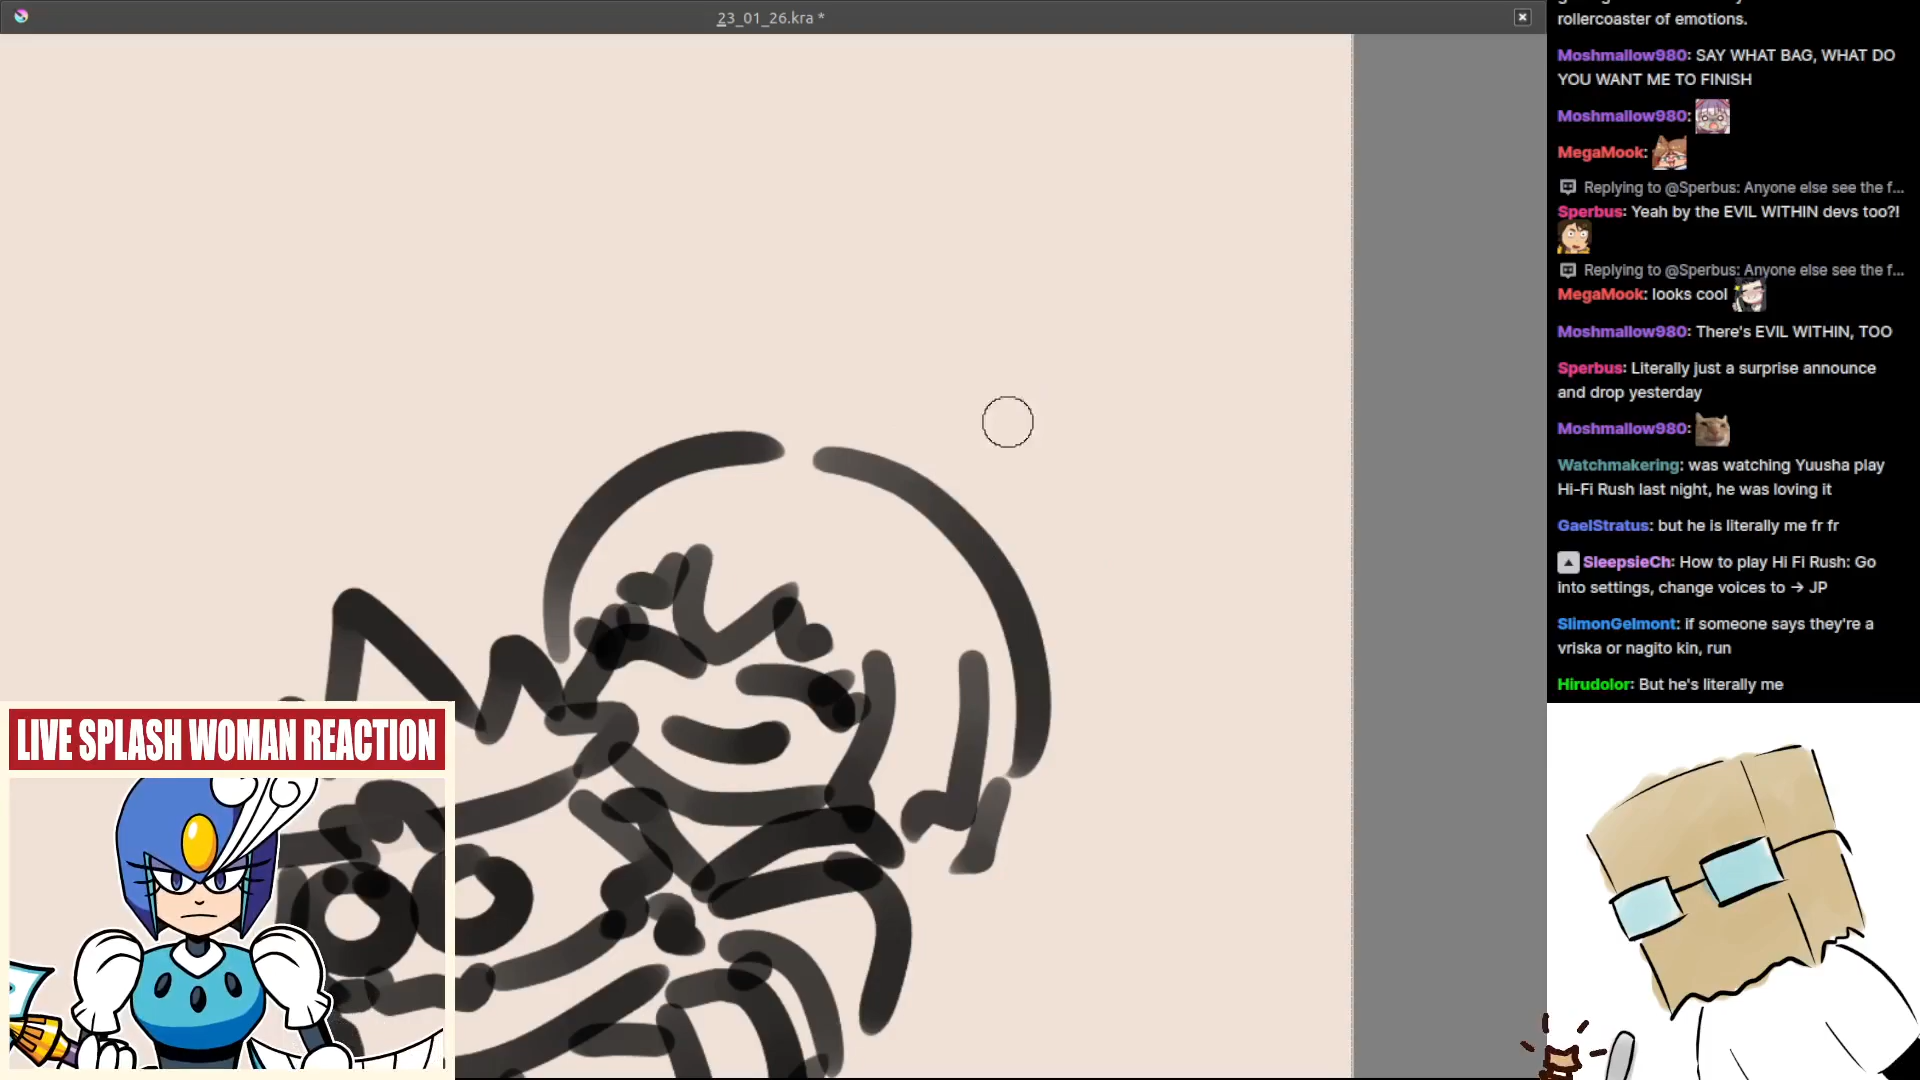 23_01_26.kra *
rollercoaster of emotions.
Moshmallow980: SAY WHAT BAG, WHAT DO
YOU WANT ME TO FINISH
Moshmallow980:
MegaMook:
Replying to @Sperbus: Anyone else see the f...
Sperbus: Yeah by the EVIL WITHIN devs too?!
Replying to @Sperbus: Anyone else see the f...
MegaMook: looks cool
Moshmallow980: There's EVIL WITHIN, TOO
Sperbus: Literally just a surprise announce
and drop yesterday
Moshmallow980:
Watchmakering: was watching Yuusha play
Hi-Fi Rush last night, he was loving it
GaelStratus: but he is literally me fr fr
SleepsieCh: How to play Hi Fi Rush: Go
into settings, change voices to → JP
SlimonGelmont: if someone says they're a
vriska or nagito kin, run
Hirudolor: But he's literally me
LIVE SPLASH WOMAN REACTION